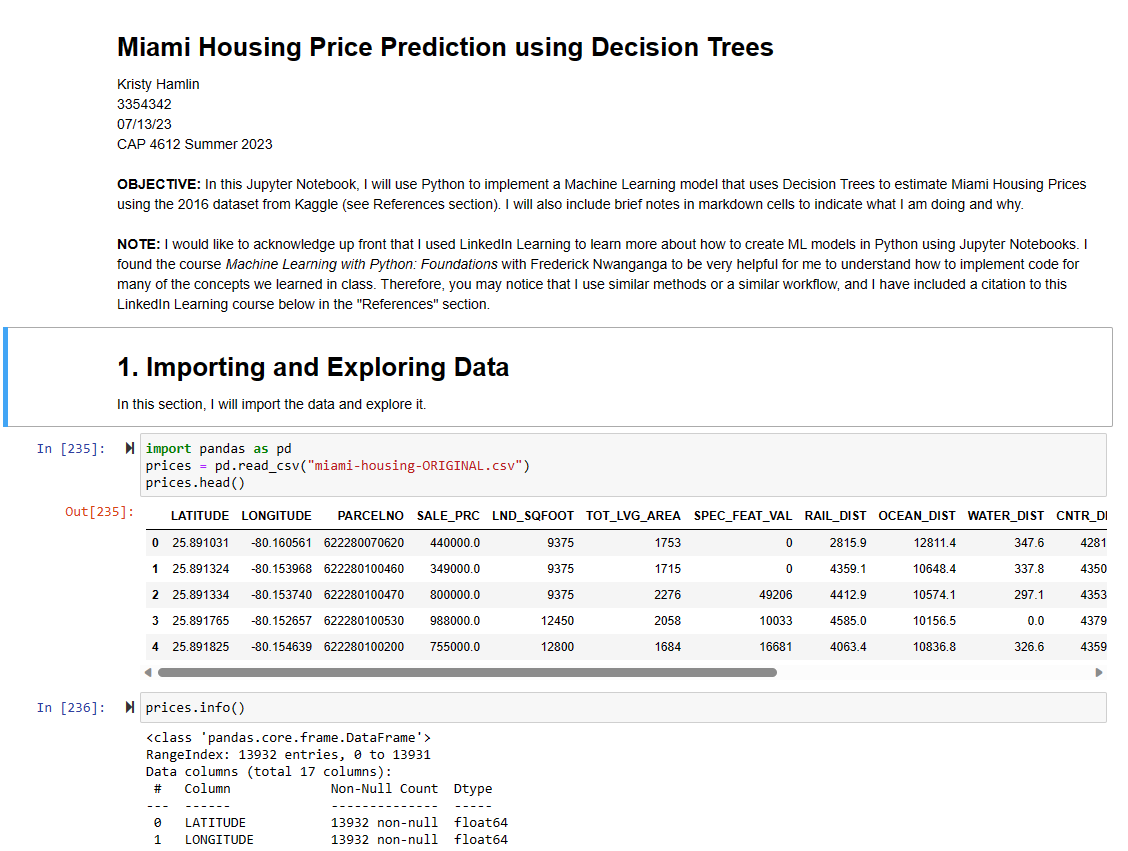 Miami Housing Price Prediction using Decision Trees
Kristy Hamlin
3354342
07/13/23
CAP 4612 Summer 2023
OBJECTIVE: In this Jupyter Notebook, I will use Python to implement a Machine Learning model that uses Decision Trees to estimate Miami Housing Prices
using the 2016 dataset from Kaggle (see References section). I will also include brief notes in markdown cells to indicate what I am doing and why.
NOTE: I would like to acknowledge up front that I used LinkedIn Learning to learn more about how to create ML models in Python using Jupyter Notebooks. I
found the course Machine Learning with Python: Foundations with Frederick Nwanganga to be very helpful for me to understand how to implement code for
many of the concepts we learned in class. Therefore, you may notice that I use similar methods or a similar workflow, and I have included a citation to this
LinkedIn Learning course below in the "References" section.
1. Importing and Exploring Data
In this section, I will import the data and explore it.
In [235]: import pandas as pd
prices = pd.read_csv("miami-housing-ORIGINAL.csv")
prices.head()
Out[235]: LATITUDE LONGITUDE PARCELNO SALE_PRC LND_SQFOOT TOT_LVG_AREA SPEC_FEAT_VAL RAIL_DIST OCEAN_DIST WATER_DIST CNTR_DI
0 25.891031 -80.160561 622280070620 440000.0 9375 1753 0 2815.9 12811.4 347.6 4281
1 25.891324 -80.153968 622280100460 349000.0 9375 1715 0 4359.1 10648.4 337.8 4350
2 25.891334 -80.153740 622280100470 800000.0 9375 2276 49206 4412.9 10574.1 297.1 4353
3 25.891765 -80.152657 622280100530 988000.0 12450 2058 10033 4585.0 10156.5 0.0 4379
4 25.891825 -80.154639 622280100200 755000.0 12800 1684 16681 4063.4 10836.8 326.6 4359
In [236]: prices.info()
<class 'pandas.core.frame.DataFrame'>
RangeIndex: 13932 entries, 0 to 13931
Data columns (total 17 columns):
# Column Non-Null Count Dtype
--- ------ -------------- -----
0 LATITUDE 13932 non-null float64
1 LONGITUDE 13932 non-null float64